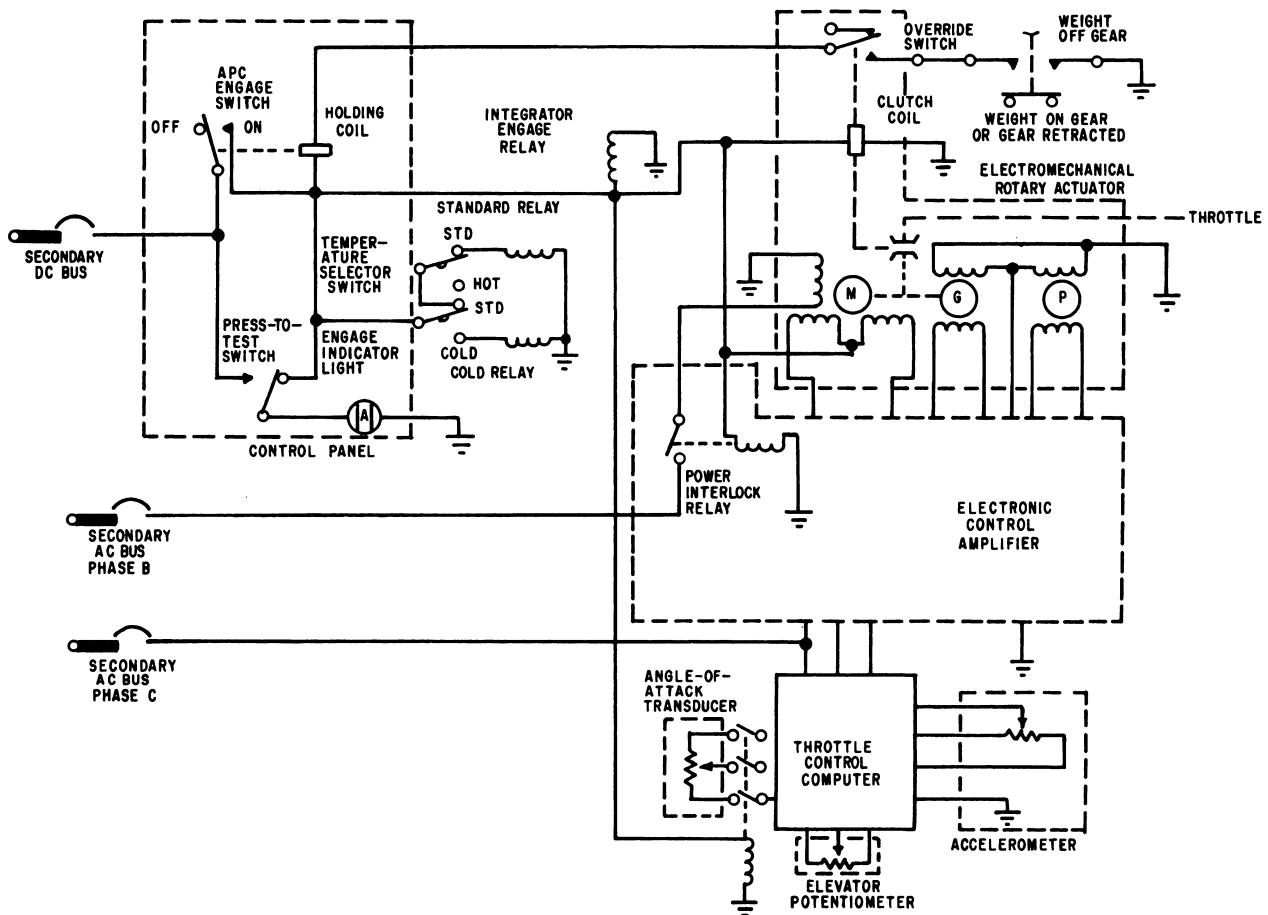 APC
ENGAGE
SWITCH
OFF
ON
HOLDING
COIL
INTEGRATOR
ENGAGE
RELAY
OVERRIDE
SWITCH
WEIGHT
OFF GEAR
CLUTCH
COIL
WEIGHT ON GEAR
OR GEAR RETRACTED
ELECTROMECHANICAL
ROTARY ACTUATOR
THROTTLE
SECONDARY
DC BUS
STANDARD RELAY
STD
TEMPER-
ATURE
SELECTOR
SWITCH
HOT
STD
PRESS-TO-
TEST
SWITCH
ENGAGE
INDICATOR
LIGHT
COLD
COLD RELAY
M
G
P
A
CONTROL PANEL
POWER
INTERLOCK
RELAY
ELECTRONIC
CONTROL
AMPLIFIER
SECONDARY
AC BUS
PHASE B
SECONDARY
AC BUS
PHASE C
ANGLE-OF-
ATTACK
TRANSDUCER
THROTTLE
CONTROL
COMPUTER
ACCELEROMETER
ELEVATOR
POTENTIOMETER